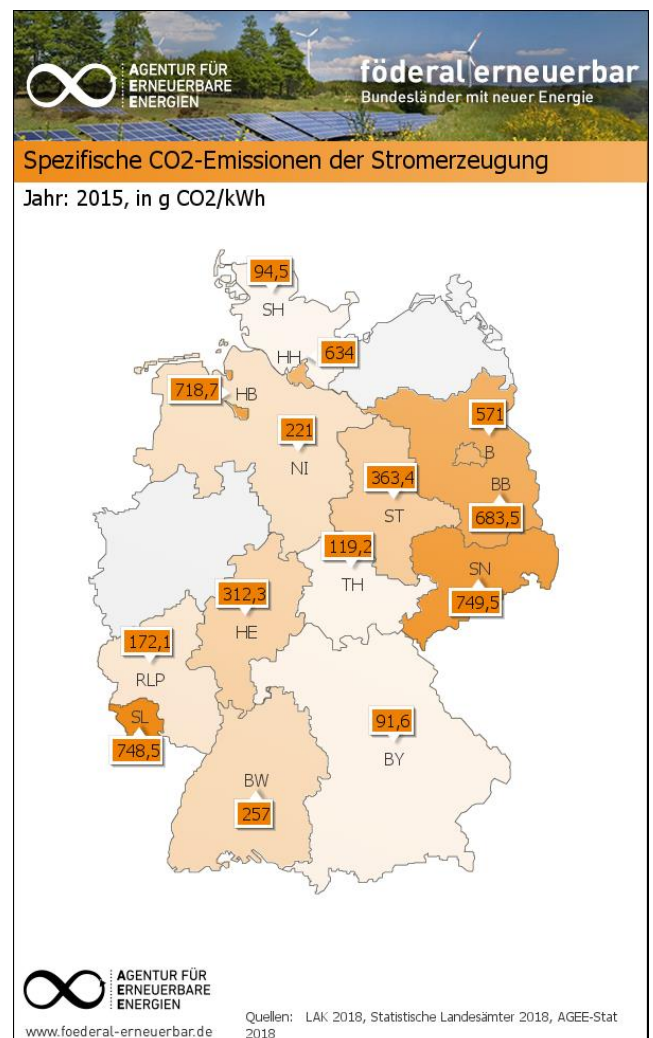 AGENTUR FÜR
ERNEUERBARE
ENERGIEN
föderal erneuerbar
Bundesländer mit neuer Energie
Spezifische CO2-Emissionen der Stromerzeugung
Jahr: 2015, in g CO2/kWh
94,5
SH
HH
634
718,7
HB
571
221
B
NI
363,4
BB
ST
683,5
119,2
SN
TH
312,3
749,5
HE
172,1
RLP
SL
91,6
748,5
BY
BW
257
AGENTUR FÜR
ERNEUERBARE
ENERGIEN
www.foederal-erneuerbar.de
Quellen: LAK 2018, Statistische Landesämter 2018, AGEE-Stat
2018